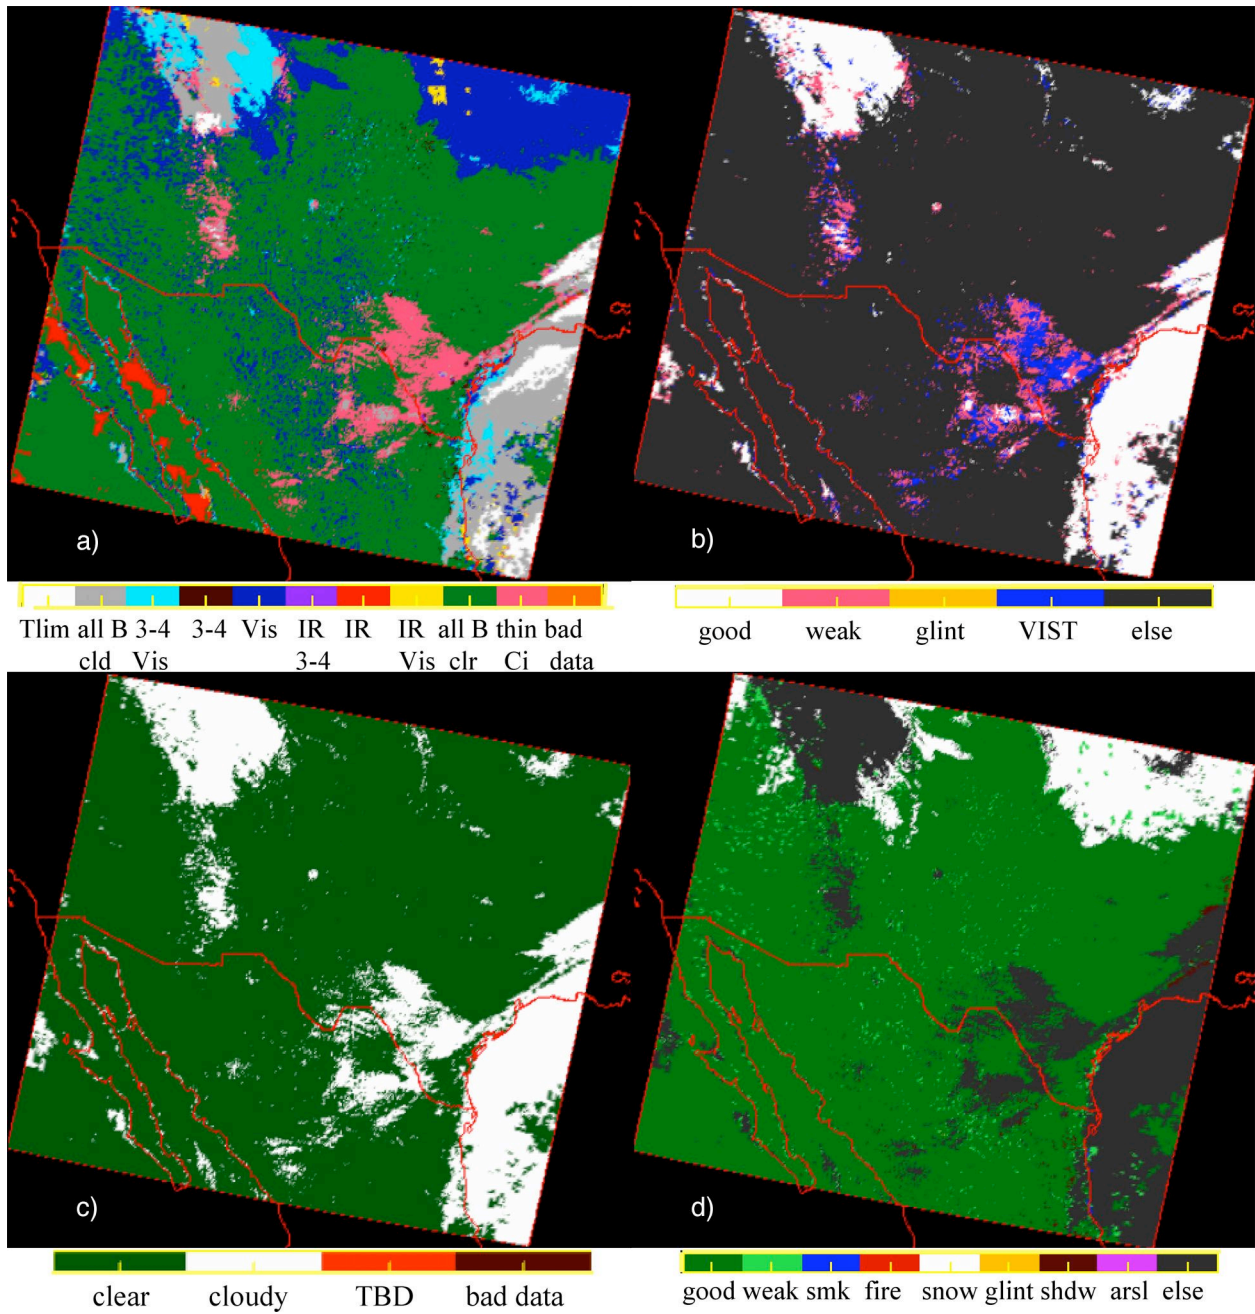 a)
b)
Tlim all B 3-4 3-4 Vis IR IR IR all B thin bad
cld Vis 3-4 Vis clr Ci data
good weak glint VIST else
c)
d)
clear cloudy TBD bad data
good weak smk fire snow glint shdw arsl else